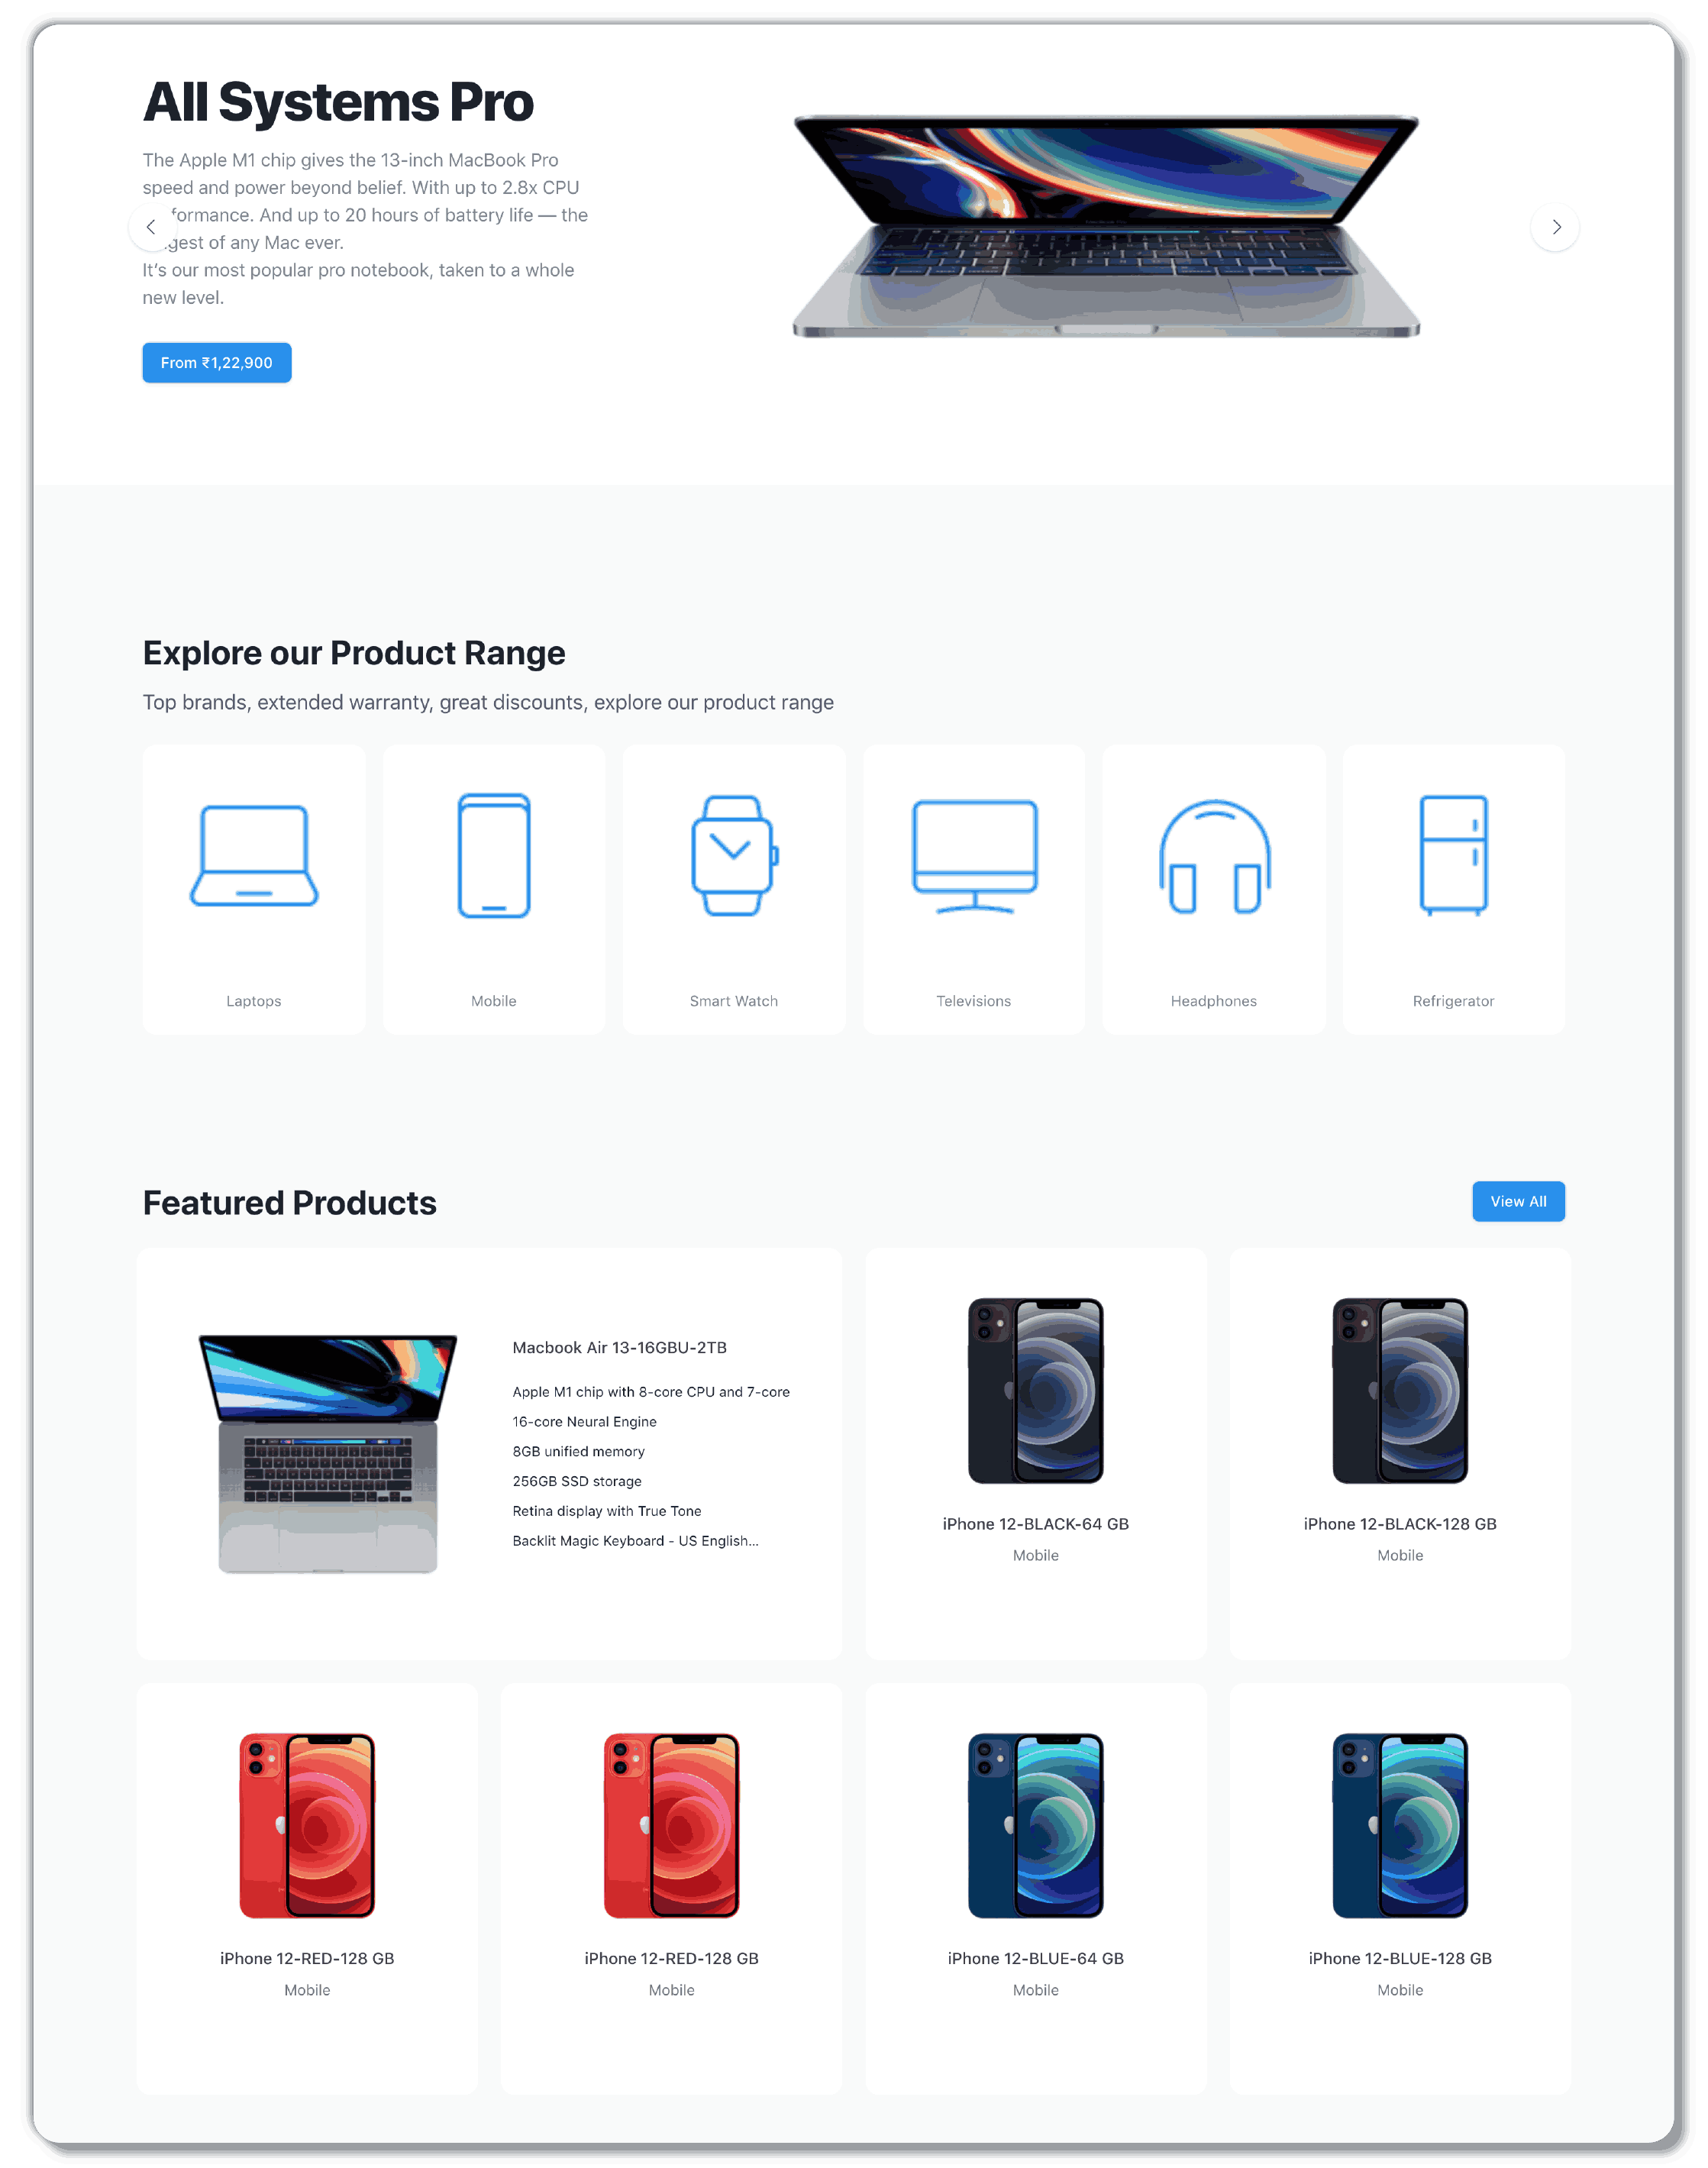 All Systems Pro
The Apple M1 chip gives the 13-inch MacBook Pro
speed and power beyond belief. With up to 2.8x CPU
formance. And up to 20 hours of battery life — the
gest of any Mac ever.
It's our most popular pro notebook, taken to a whole
new level.
From ₹1,22,900
Explore our Product Range
Top brands, extended warranty, great discounts, explore our product range
Laptops
Mobile
Smart Watch
Televisions
Headphones
Refrigerator
Featured Products
View All
Macbook Air 13-16GBU-2TB
Apple M1 chip with 8-core CPU and 7-core
16-core Neural Engine
8GB unified memory
256GB SSD storage
Retina display with True Tone
Backlit Magic Keyboard - US English...
iPhone 12-BLACK-64 GB
Mobile
iPhone 12-BLACK-128 GB
Mobile
iPhone 12-RED-128 GB
Mobile
iPhone 12-RED-128 GB
Mobile
iPhone 12-BLUE-64 GB
Mobile
iPhone 12-BLUE-128 GB
Mobile